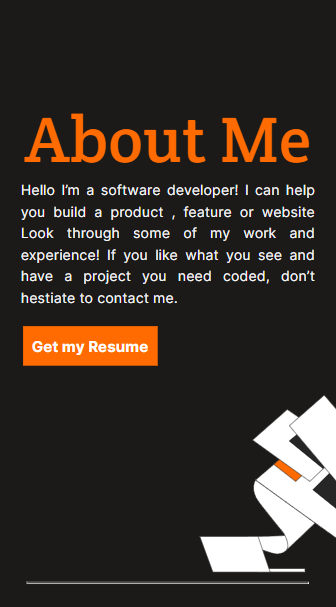 About Me
Hello I’m a software developer! I can help
you build a product , feature or website
Look through some of my work and
experience! If you like what you see and
have a project you need coded, don’t
hestiate to contact me.
Get my Resume